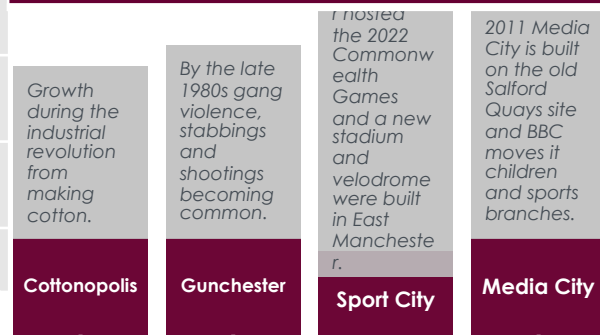 Growth
during the
industrial
revolution
from
making
cotton.
Cottonopolis
By the late
1980s gang
violence,
stabbings
and
shootings
becoming
common.
Gunchester
r hosted
the 2022
Commonw
ealth
Games
and a new
stadium
and
velodrome
were built
in East
Mancheste
r.
Sport City
2011 Media
City is built
on the old
Salford
Quays site
and BBC
moves it
children
and sports
branches.
Media City